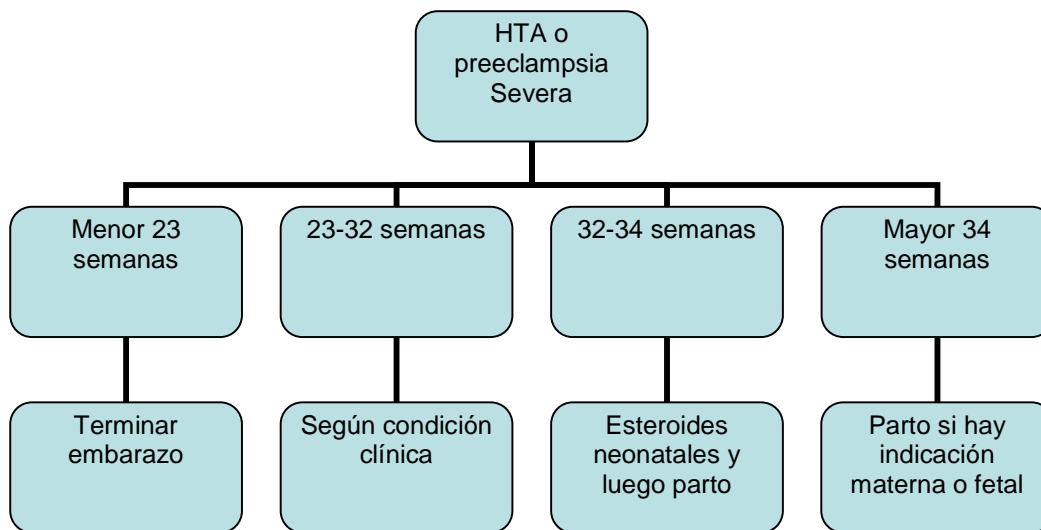 HTA o
preeclampsia
Severa
Menor 23
semanas
23-32 semanas
32-34 semanas
Mayor 34
semanas
Terminar
embarazo
Según condición
clínica
Esteroides
neonatales y
luego parto
Parto si hay
indicación
materna o fetal